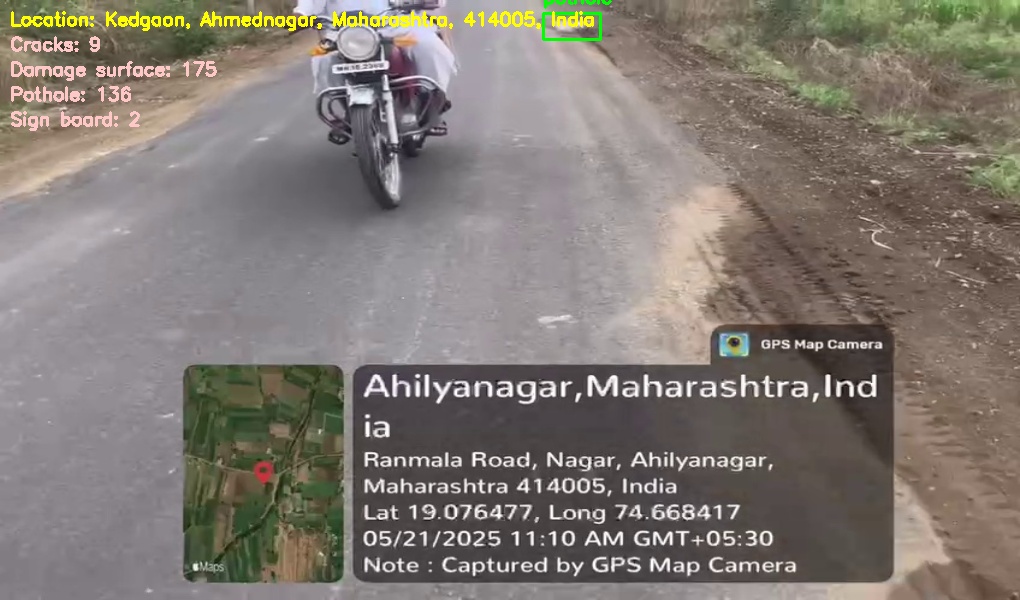 pothole
Location: Kedgaon, Ahmednagar, Maharashtra, 414005, India
Cracks: 9
Damage surface: 175
Pothole: 136
Sign board: 2
GPS Map Camera
Ahilyanagar,Maharashtra,Ind
ia
Ranmala Road, Nagar, Ahilyanagar,
Maharashtra 414005, India
Lat 19.076477, Long 74.668417
05/21/2025 11:10 AM GMT+05:30
Note : Captured by GPS Map Camera
Maps